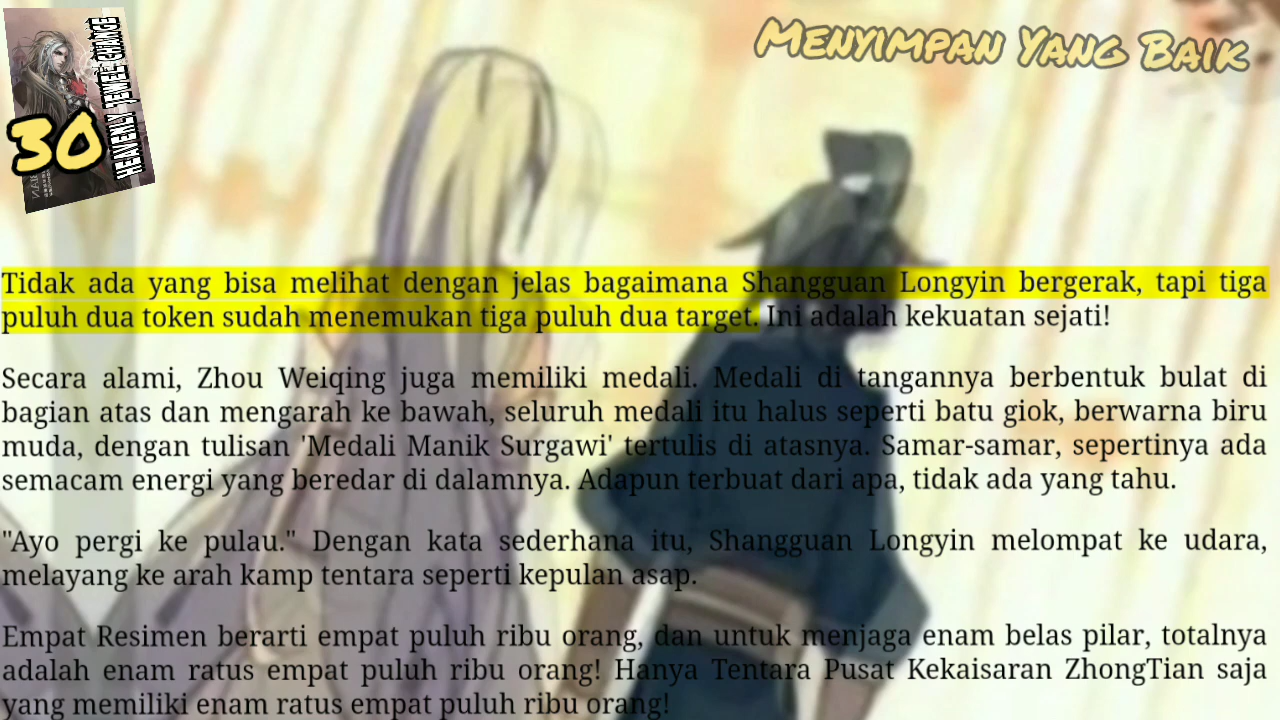 Menyimpan Yang Baik
HEAVENLY JEWEL CHANGE
30
Tidak ada yang bisa melihat dengan jelas bagaimana Shangguan Longyin bergerak, tapi tiga
puluh dua token sudah menemukan tiga puluh dua target. Ini adalah kekuatan sejati!
Secara alami, Zhou Weiqing juga memiliki medali. Medali di tangannya berbentuk bulat di
bagian atas dan mengarah ke bawah, seluruh medali itu halus seperti batu giok, berwarna biru
muda, dengan tulisan 'Medali Manik Surgawi' tertulis di atasnya. Samar-samar, sepertinya ada
semacam energi yang beredar di dalamnya. Adapun terbuat dari apa, tidak ada yang tahu.
"Ayo pergi ke pulau." Dengan kata sederhana itu, Shangguan Longyin melompat ke udara,
melayang ke arah kamp tentara seperti kepulan asap.
Empat Resimen berarti empat puluh ribu orang, dan untuk menjaga enam belas pilar, totalnya
adalah enam ratus empat puluh ribu orang! Hanya Tentara Pusat Kekaisaran ZhongTian saja
yang memiliki enam ratus empat puluh ribu orang!